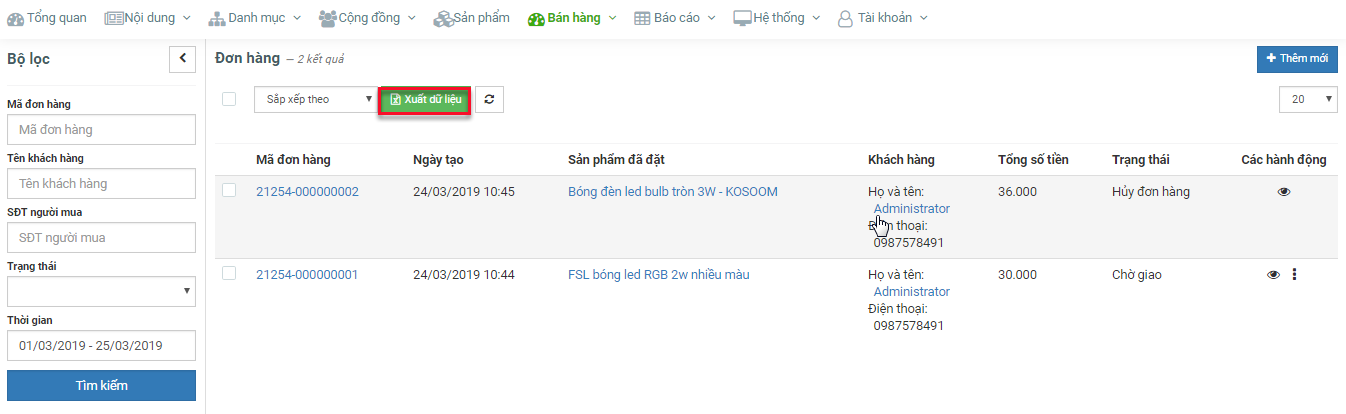 Tổng quan Nội dung Danh mục Cộng đồng Sản phẩm Bán hàng Báo cáo Hệ thống Tài khoản
Bộ lọc
Mã đơn hàng
Mã đơn hàng
Tên khách hàng
Tên khách hàng
SĐT người mua
SĐT người mua
Trạng thái
Thời gian
01/03/2019 - 25/03/2019
Tìm kiếm
Đơn hàng — 2 kết quả
Thêm mới
Sắp xếp theo Xuất dữ liệu 20
Mã đơn hàng Ngày tạo Sản phẩm đã đặt Khách hàng Tổng số tiền Trạng thái Các hành động
21254-000000002 24/03/2019 10:45 Bóng đèn led bulb tròn 3W - KOSOOM Họ và tên: 36.000 Hủy đơn hàng
Administrator
Điện thoại:
0987578491
21254-000000001 24/03/2019 10:44 FSL bóng led RGB 2w nhiều màu Họ và tên: 30.000 Chờ giao
Administrator
Điện thoại:
0987578491